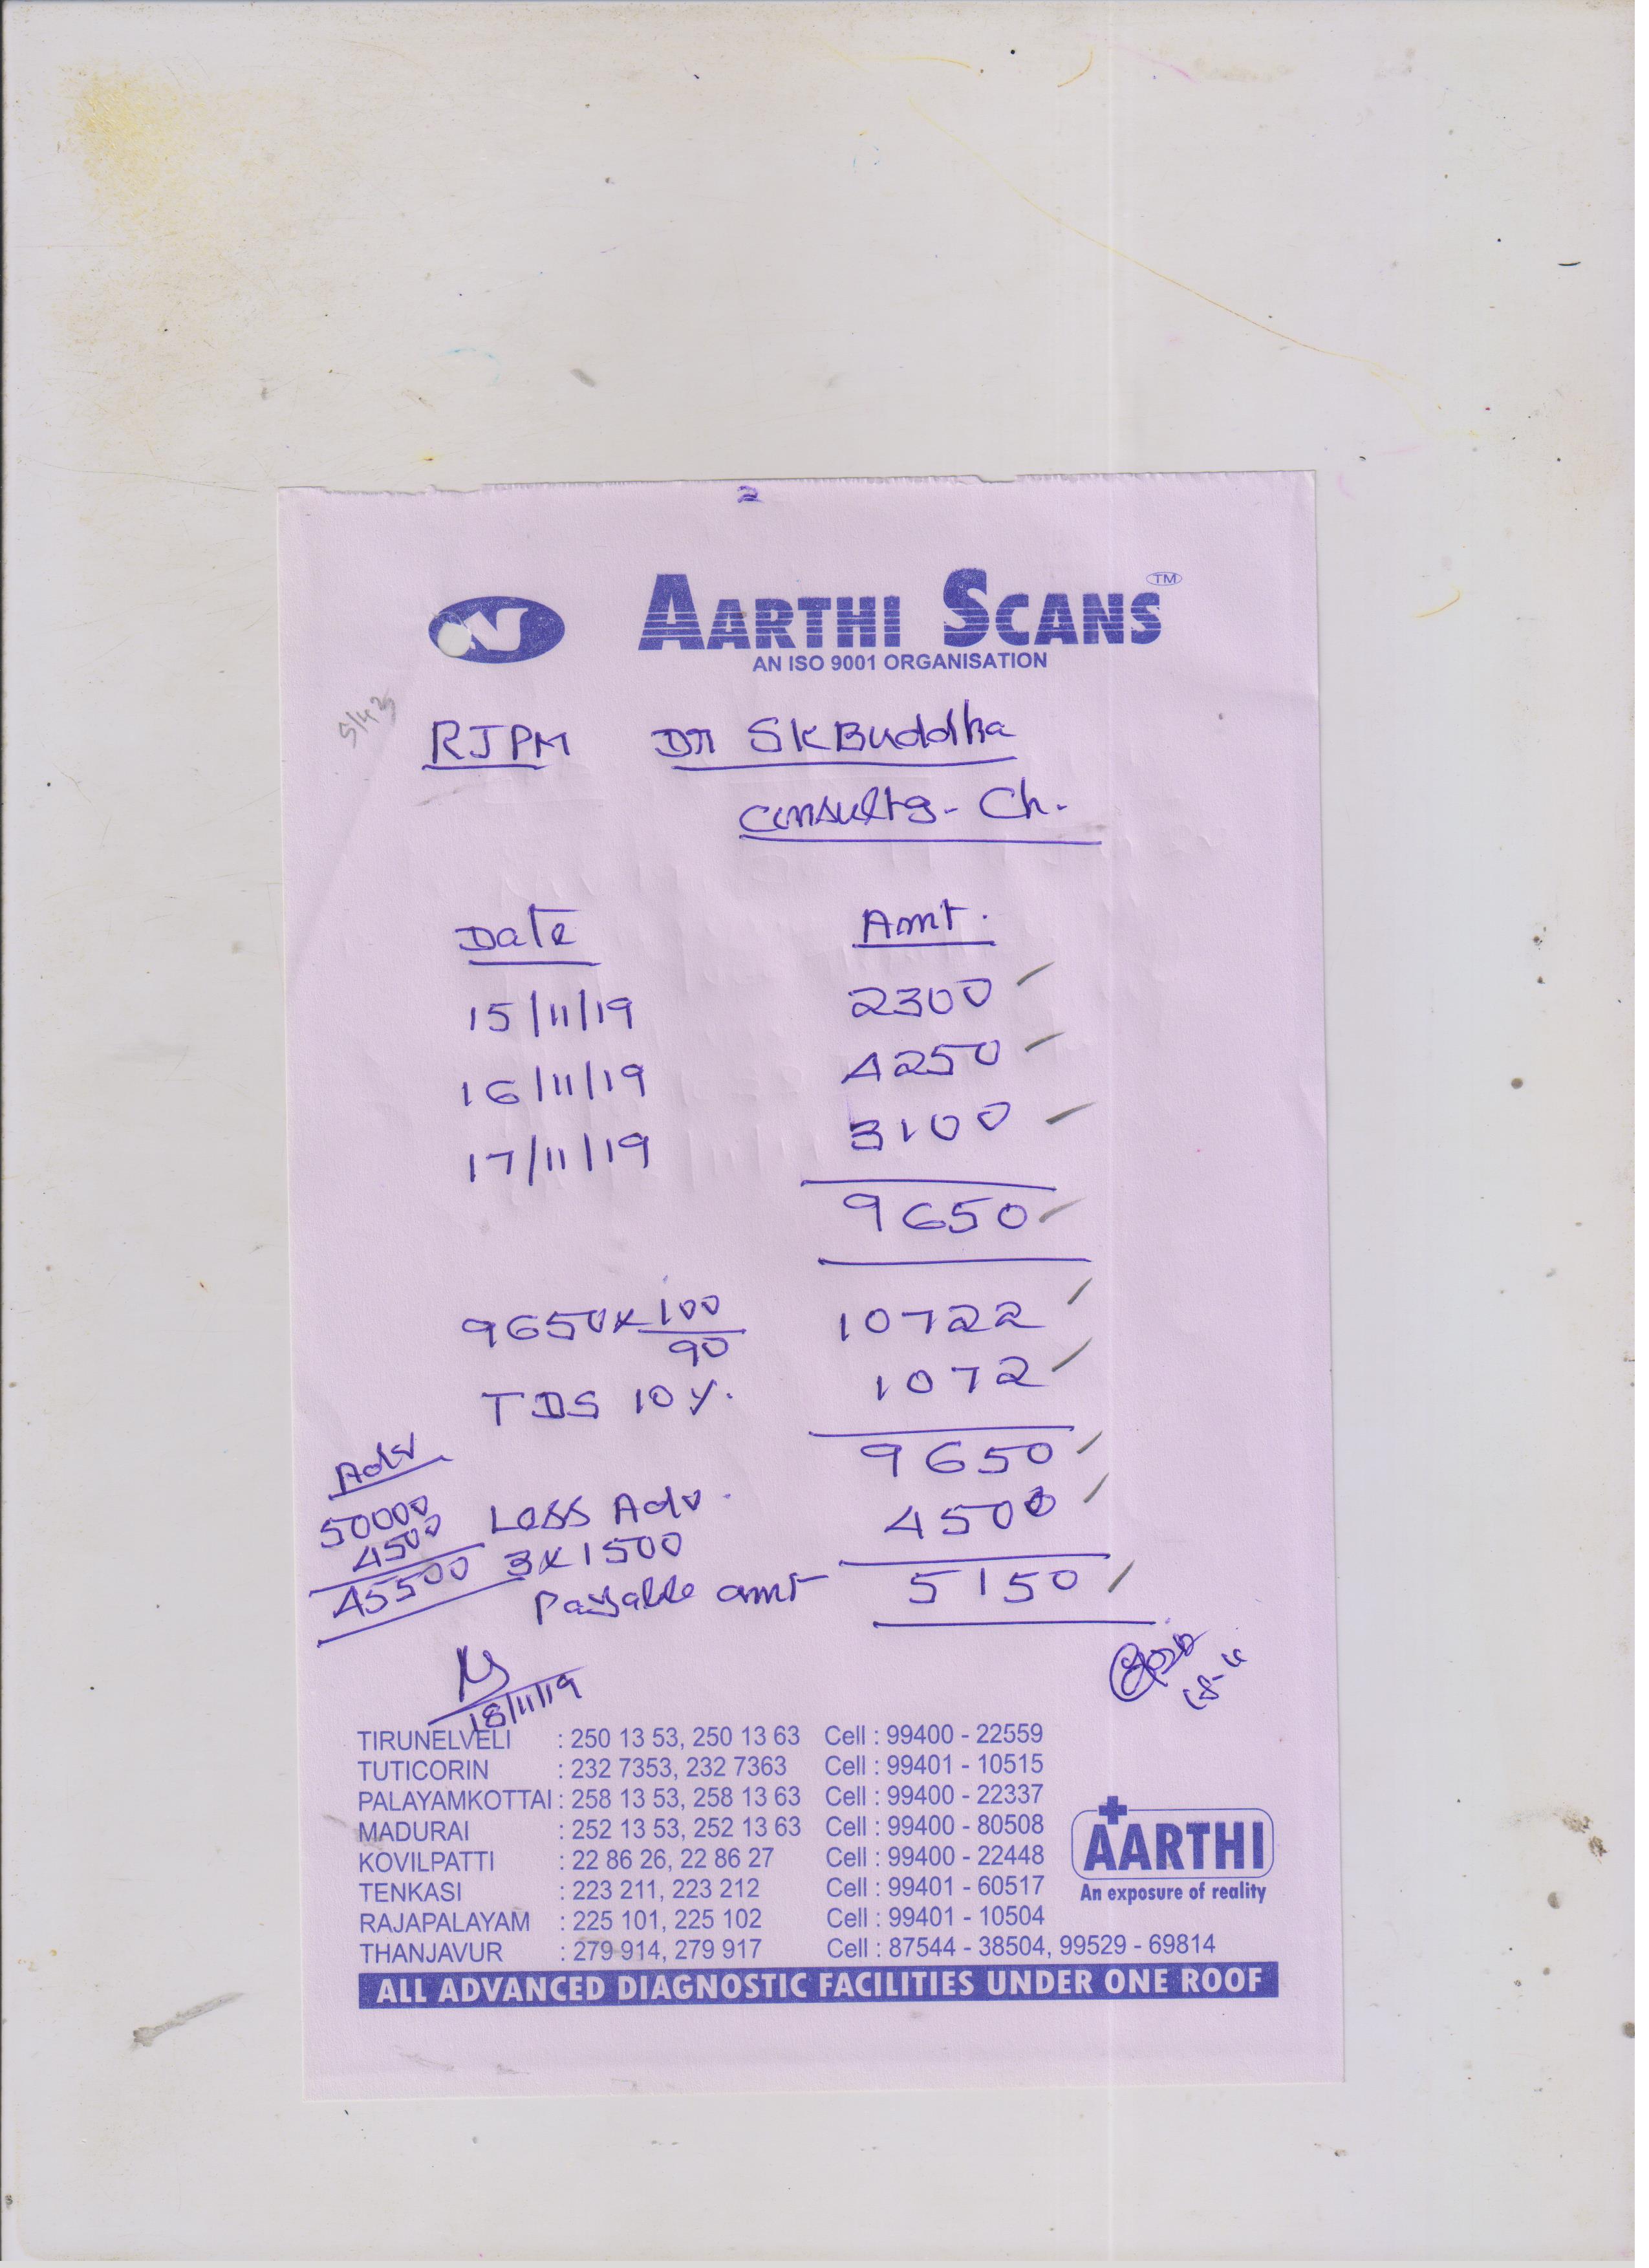 2
AARTHI SCANS TM
AN ISO 9001 ORGANISATION
RJPM Dr SK Buddha
Consultg - Ch.
Date Amt.
15/11/19 2300
16/11/19 4250
17/11/19 3100
9650
9650 x 100/90 10722
TDS 10%. 1072
9650
Adv
50000
4500
45500
Less Adv. 4500
3x1500
Payable amt 5150
18/11/19
18-11
TIRUNELVELI : 250 13 53, 250 13 63 Cell : 99400 - 22559
TUTICORIN : 232 7353, 232 7363 Cell : 99401 - 10515
PALAYAMKOTTAI : 258 13 53, 258 13 63 Cell : 99400 - 22337
MADURAI : 252 13 53, 252 13 63 Cell : 99400 - 80508
KOVILPATTI : 22 86 26, 22 86 27 Cell : 99400 - 22448
TENKASI : 223 211, 223 212 Cell : 99401 - 60517
RAJAPALAYAM : 225 101, 225 102 Cell : 99401 - 10504
THANJAVUR : 279 914, 279 917 Cell : 87544 - 38504, 99529 - 69814
AARTHI
An exposure of reality
ALL ADVANCED DIAGNOSTIC FACILITIES UNDER ONE ROOF